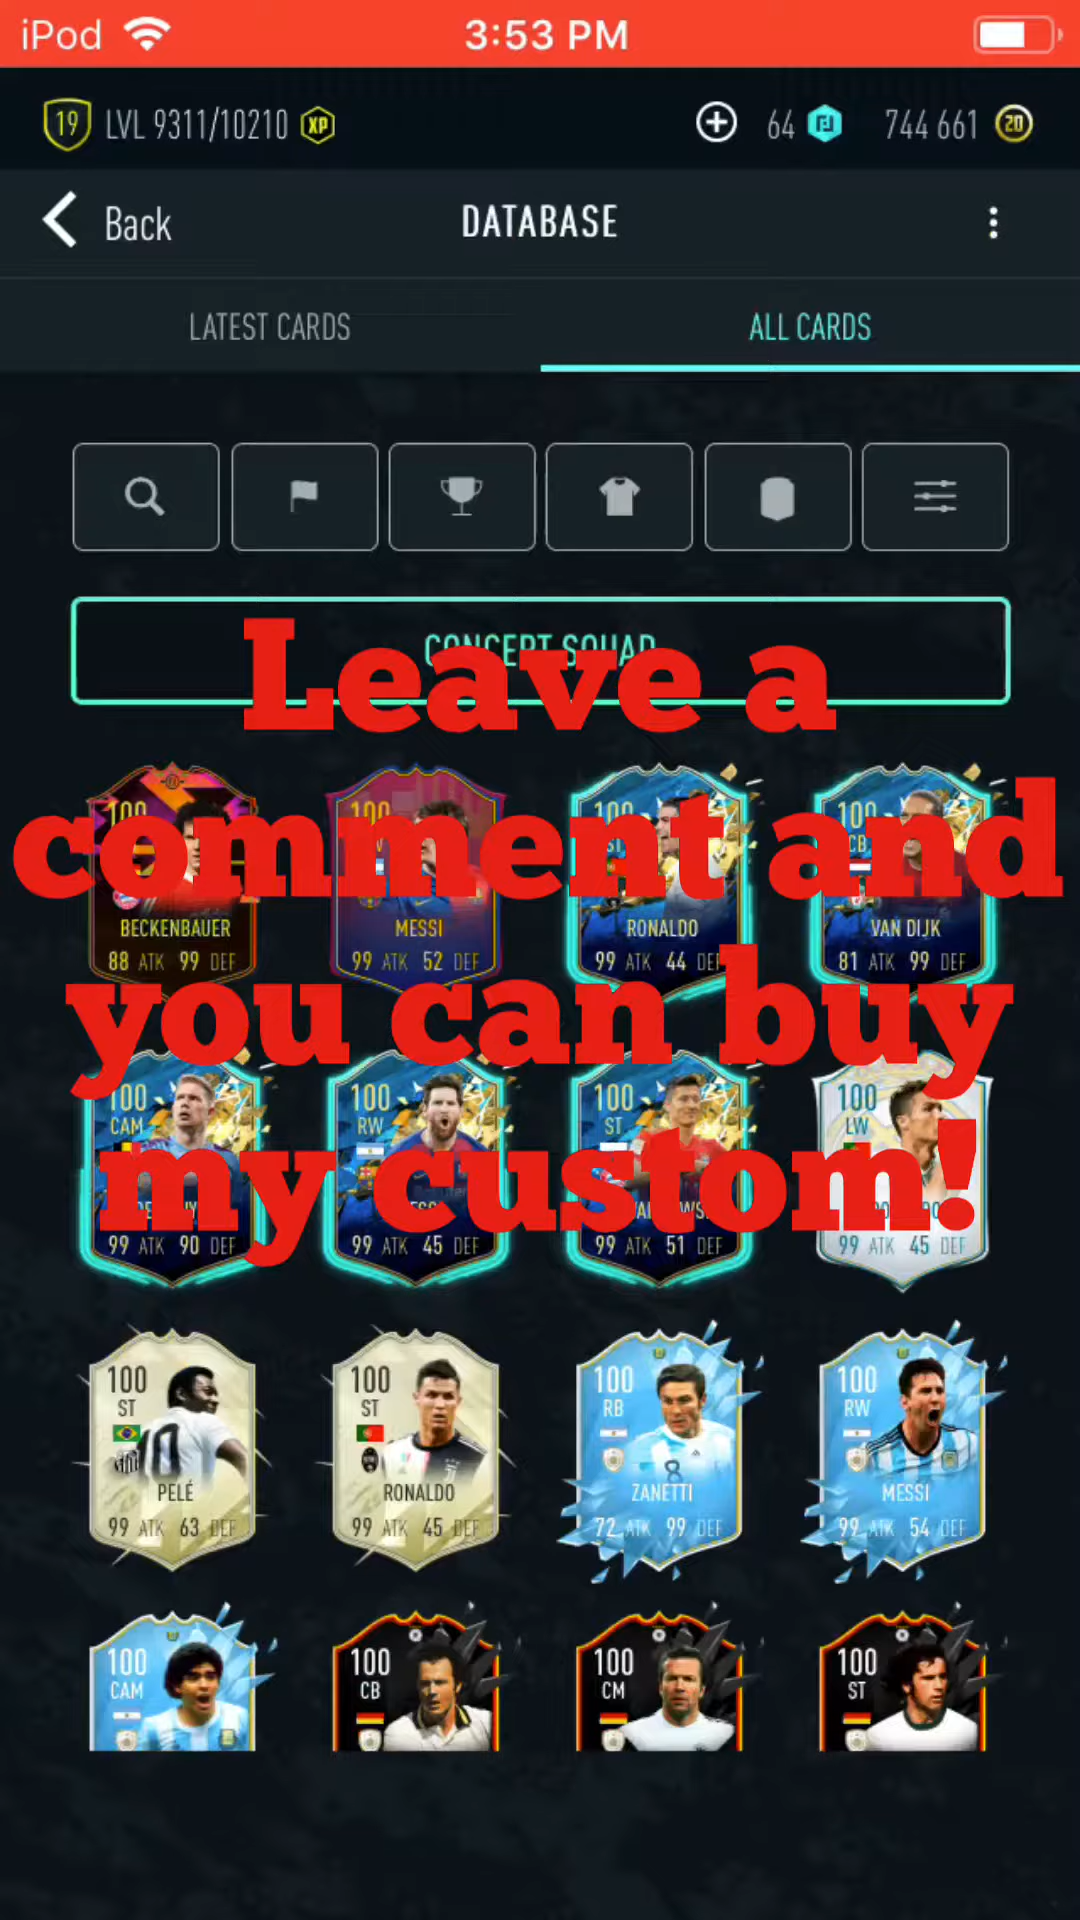 iPod 3:53 PM
19 LVL 9311/10210 XP 64 744 661 20
Back DATABASE
LATEST CARDS ALL CARDS
CONCEPT SQUAD
Leave a
comment and
you can buy
my custom!
100 100 100 100
ST CB
BECKENBAUER MESSI RONALDO VAN DIJK
88 ATK 99 DEF 99 ATK 52 DEF 99 ATK 44 DEF 81 ATK 99 DEF
100 100 100 100
CAM RW ST LW
99 ATK 90 DEF 99 ATK 45 DEF 99 ATK 51 DEF 99 ATK 45 DEF
100 100 100 100
ST ST RB RW
10 8
PELÉ RONALDO ZANETTI MESSI
99 ATK 63 DEF 99 ATK 45 DEF 72 ATK 99 DEF 99 ATK 54 DEF
100 100 100 100
CAM CB CM ST